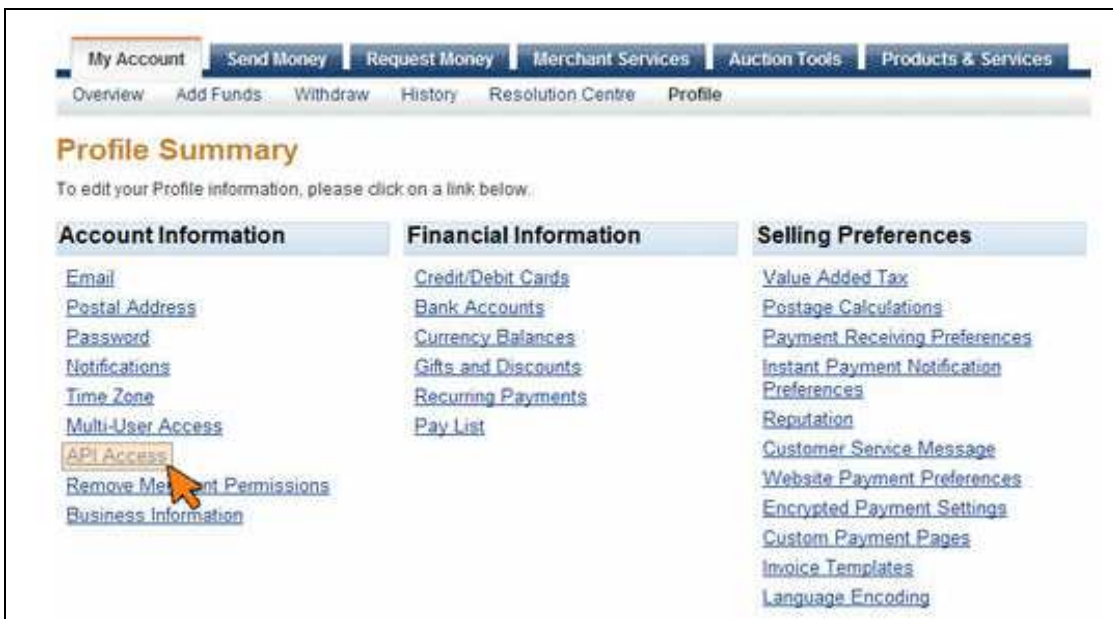 My Account Send Money Request Money Merchant Services Auction Tools Products & Services
Overview Add Funds Withdraw History Resolution Centre Profile
Profile Summary
To edit your Profile information, please click on a link below.
Account Information
Email
Postal Address
Password
Notifications
Time Zone
Multi-User Access
API Access
Remove Merchant Permissions
Business Information
Financial Information
Credit/Debit Cards
Bank Accounts
Currency Balances
Gifts and Discounts
Recurring Payments
Pay List
Selling Preferences
Value Added Tax
Postage Calculations
Payment Receiving Preferences
Instant Payment Notification
Preferences
Reputation
Customer Service Message
Website Payment Preferences
Encrypted Payment Settings
Custom Payment Pages
Invoice Templates
Language Encoding